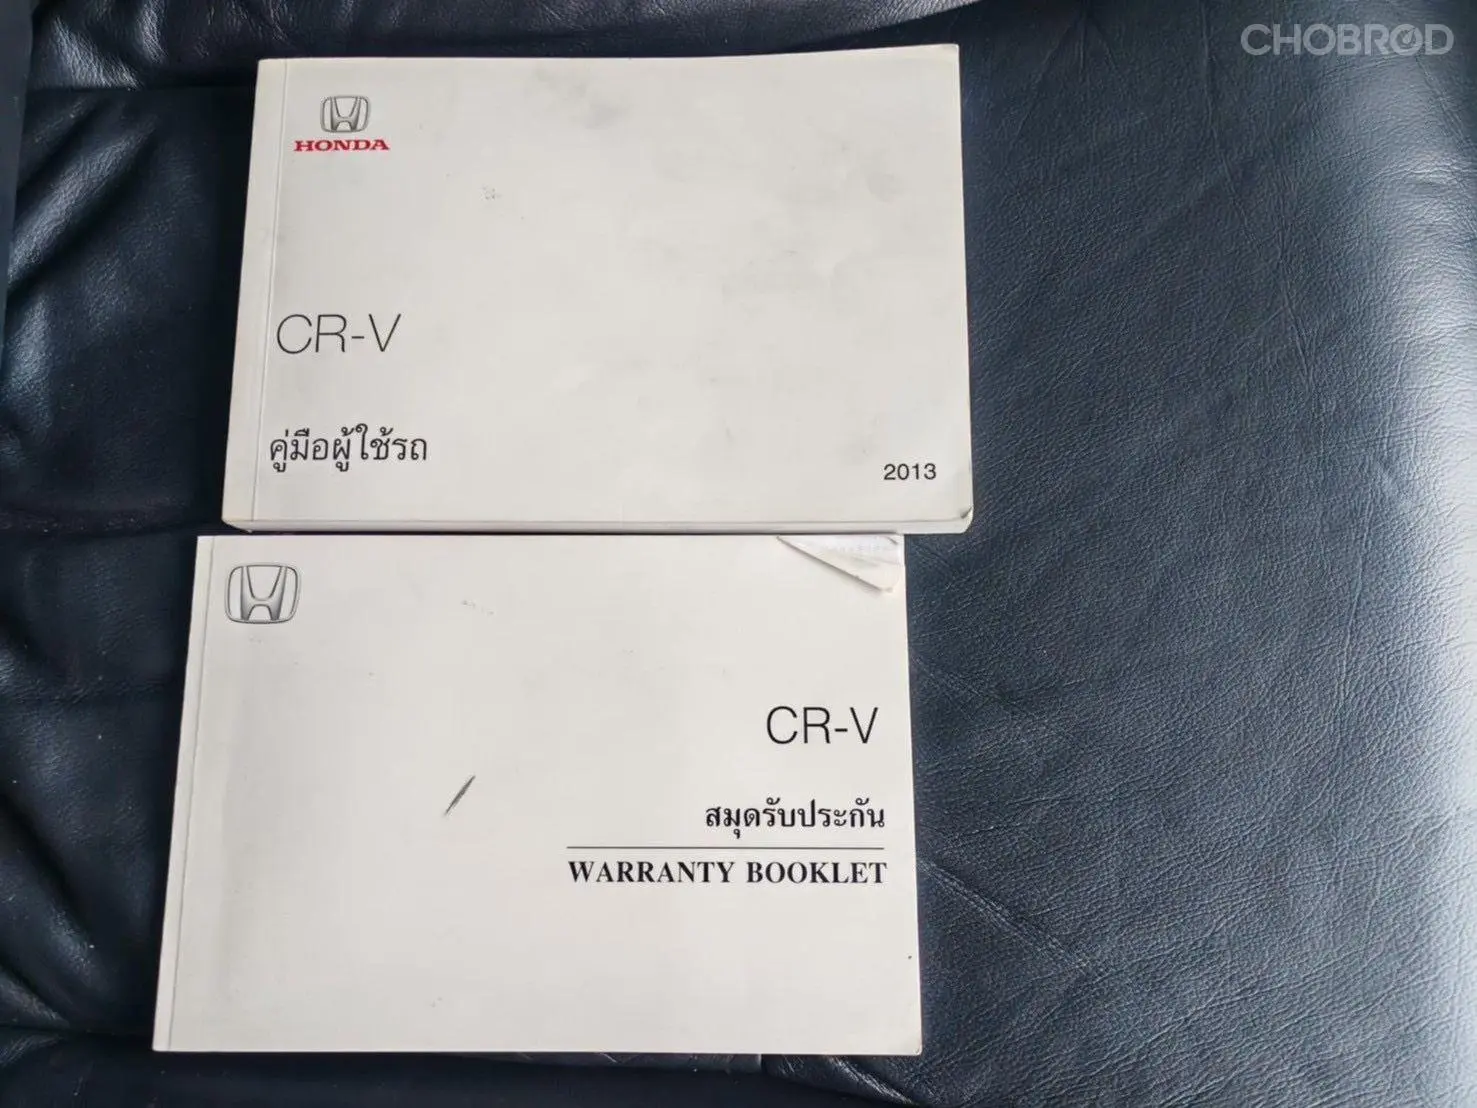 CHOBROD
HONDA
CR-V
คู่มือผู้ใช้รถ
2013
CR-V
สมุดรับประกัน
WARRANTY BOOKLET